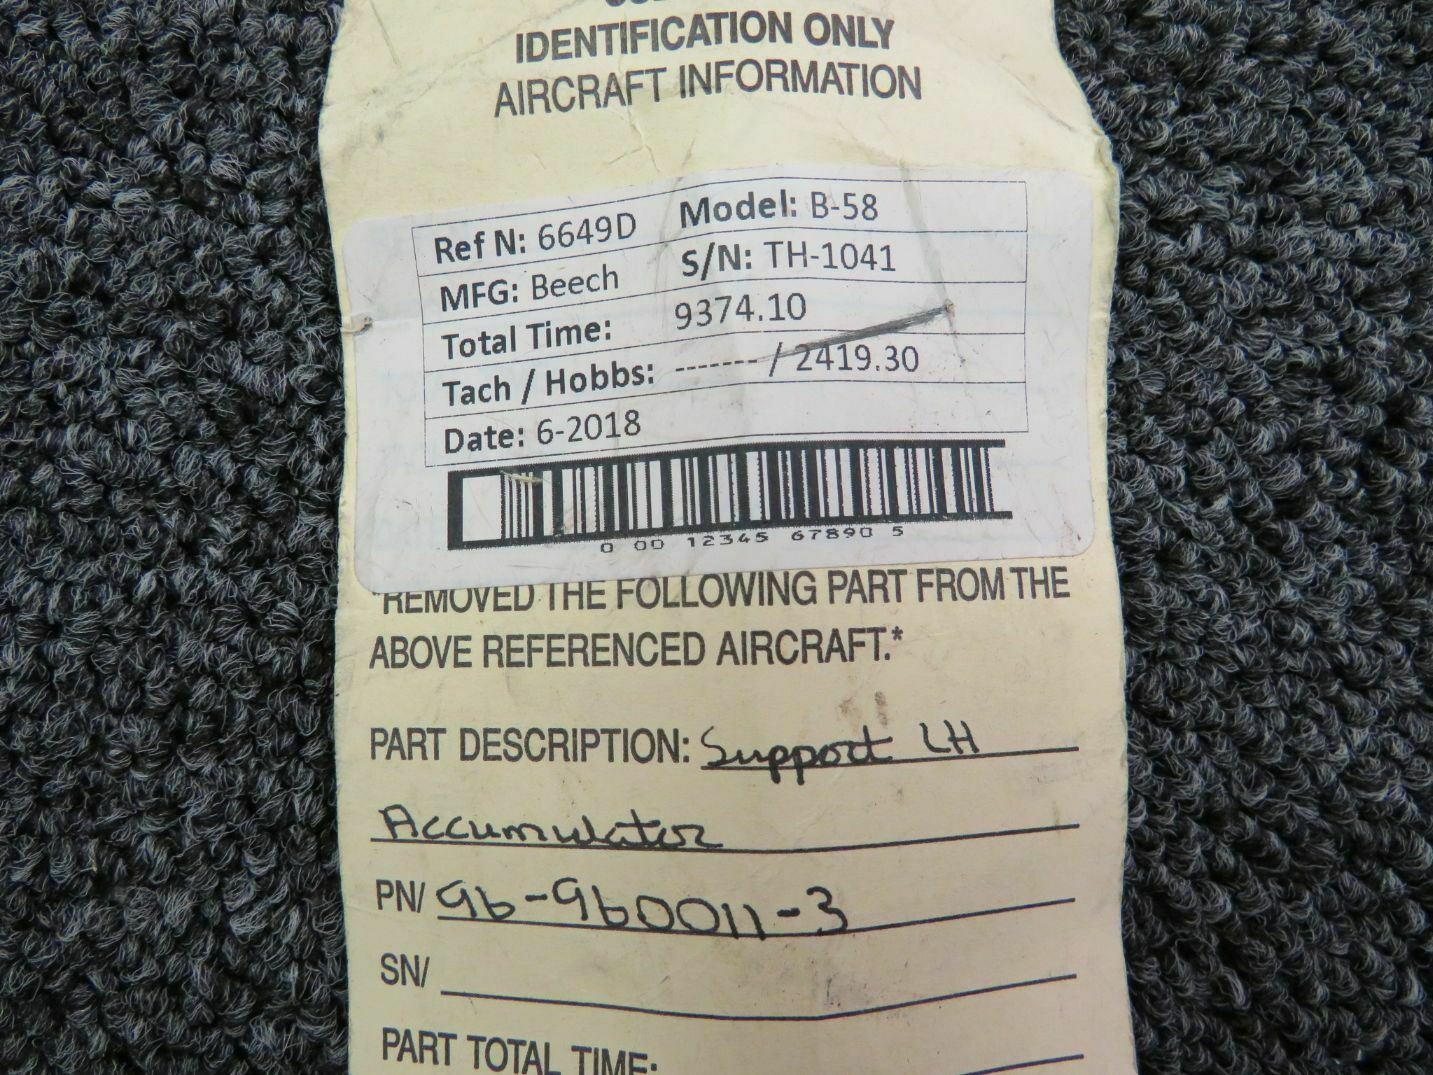 IDENTIFICATION ONLY
AIRCRAFT INFORMATION
Ref N: 6649D Model: B-58
MFG: Beech S/N: TH-1041
Total Time: 9374.10
Tach / Hobbs: ------- / 2419.30
Date: 6-2018
0 00 12345 67890 5
"REMOVED THE FOLLOWING PART FROM THE
ABOVE REFERENCED AIRCRAFT.*
PART DESCRIPTION: Support LH
Accumulator
PN/ 96-960011-3
SN/
PART TOTAL TIME: